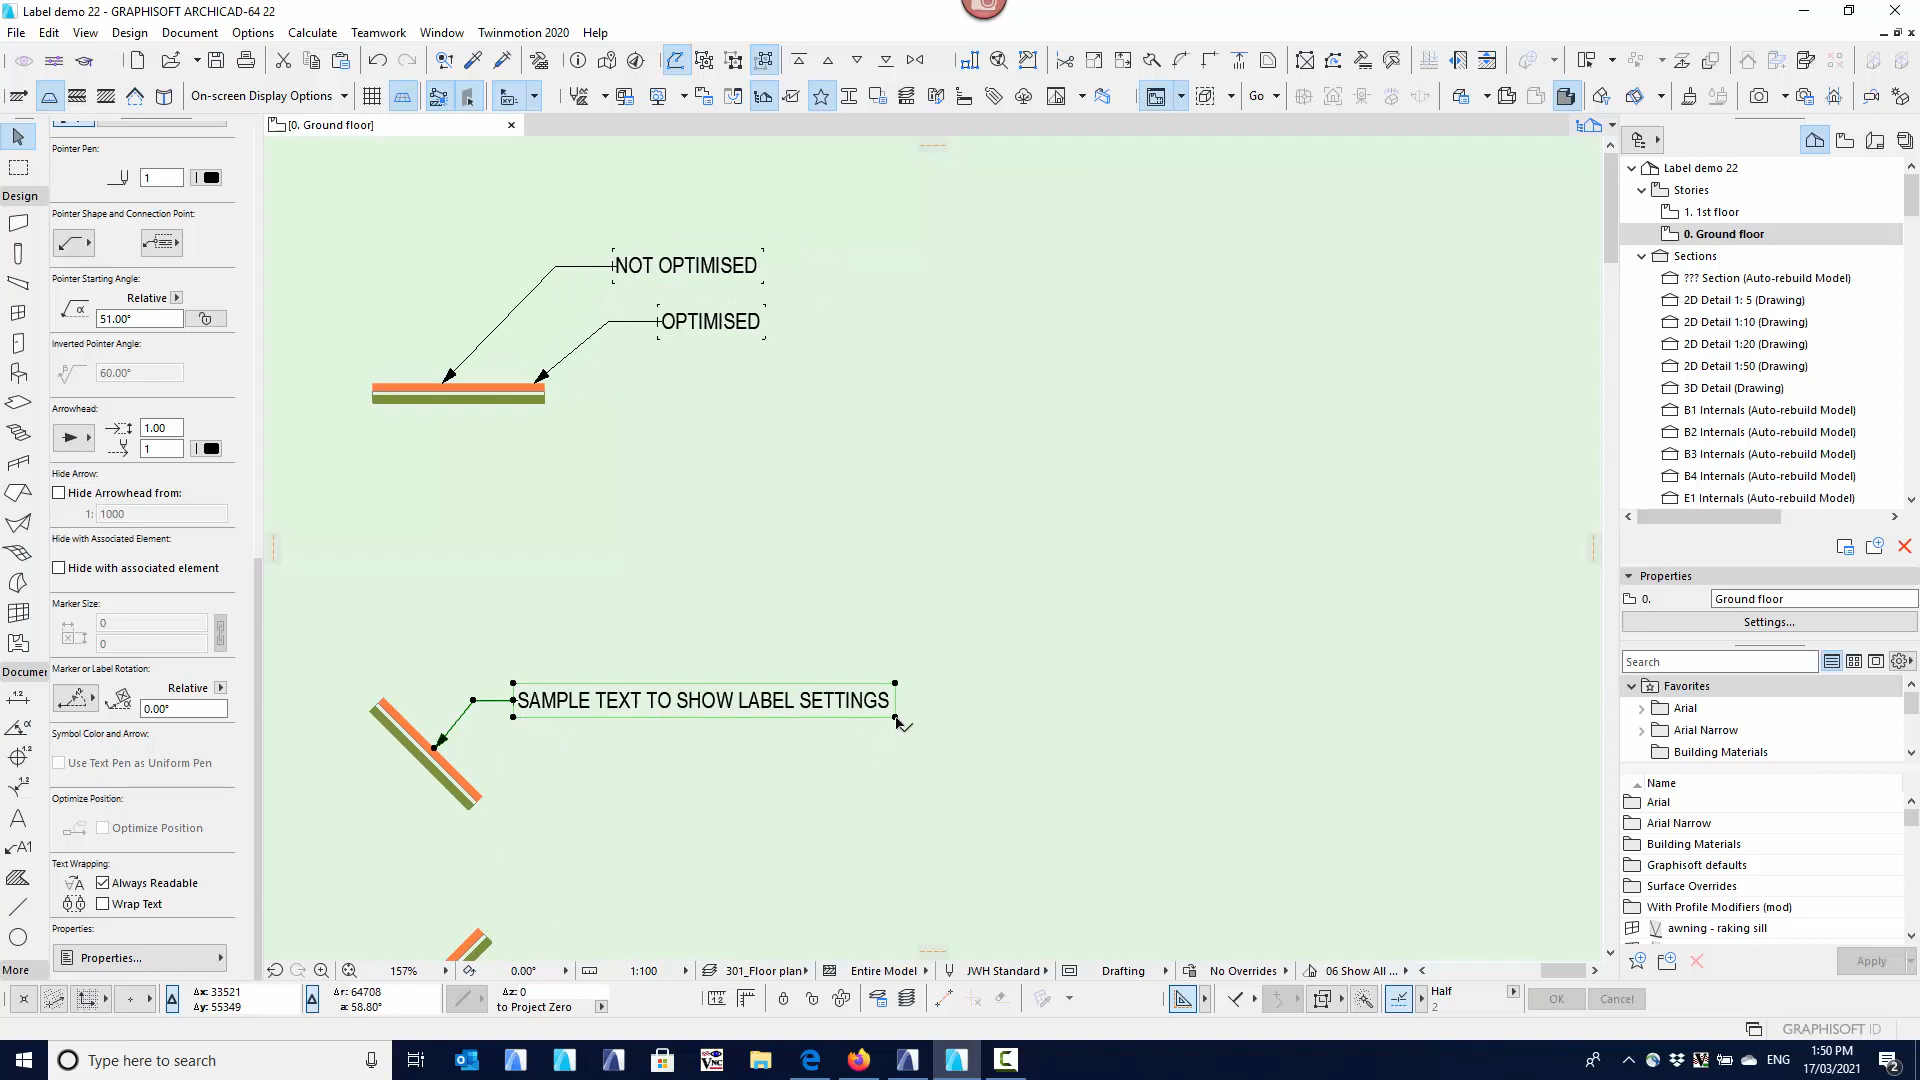 Label demo 22 - GRAPHISOFT ARCHICAD-64 22
File Edit View Design Document Options Calculate Teamwork Window Twinmotion 2020 Help
On-screen Display Options
Go
[0. Ground floor]
Pointer Pen:
1
Design
Pointer Shape and Connection Point:
Pointer Starting Angle:
Relative
51.00°
Inverted Pointer Angle:
60.00°
Arrowhead:
1.00
1
Hide Arrow:
Hide Arrowhead from:
1: 1000
Hide with Associated Element:
Hide with associated element
Marker Size:
0
0
Docume
Marker or Label Rotation:
Relative
0.00°
Symbol Color and Arrow:
Use Text Pen as Uniform Pen
Optimize Position:
Optimize Position
Text Wrapping:
Always Readable
Wrap Text
Properties:
Properties...
More
NOT OPTIMISED
OPTIMISED
SAMPLE TEXT TO SHOW LABEL SETTINGS
Label demo 22
Stories
1. 1st floor
0. Ground floor
Sections
??? Section (Auto-rebuild Model)
2D Detail 1: 5 (Drawing)
2D Detail 1:10 (Drawing)
2D Detail 1:20 (Drawing)
2D Detail 1:50 (Drawing)
3D Detail (Drawing)
B1 Internals (Auto-rebuild Model)
B2 Internals (Auto-rebuild Model)
B3 Internals (Auto-rebuild Model)
B4 Internals (Auto-rebuild Model)
E1 Internals (Auto-rebuild Model)
Properties
0. Ground floor
Settings...
Search
Favorites
Arial
Arial Narrow
Building Materials
Name
Arial
Arial Narrow
Building Materials
Graphisoft defaults
Surface Overrides
With Profile Modifiers (mod)
awning - raking sill
Apply
157% 0.00° 1:100 301_Floor plan Entire Model JWH Standard Drafting No Overrides 06 Show All ...
Δx: 33521
Δy: 55349
Δr: 64708
a: 58.80°
Δz: 0
to Project Zero
Half
2
OK Cancel
GRAPHISOFT ID
Type here to search
ENG
1:50 PM
17/03/2021
2